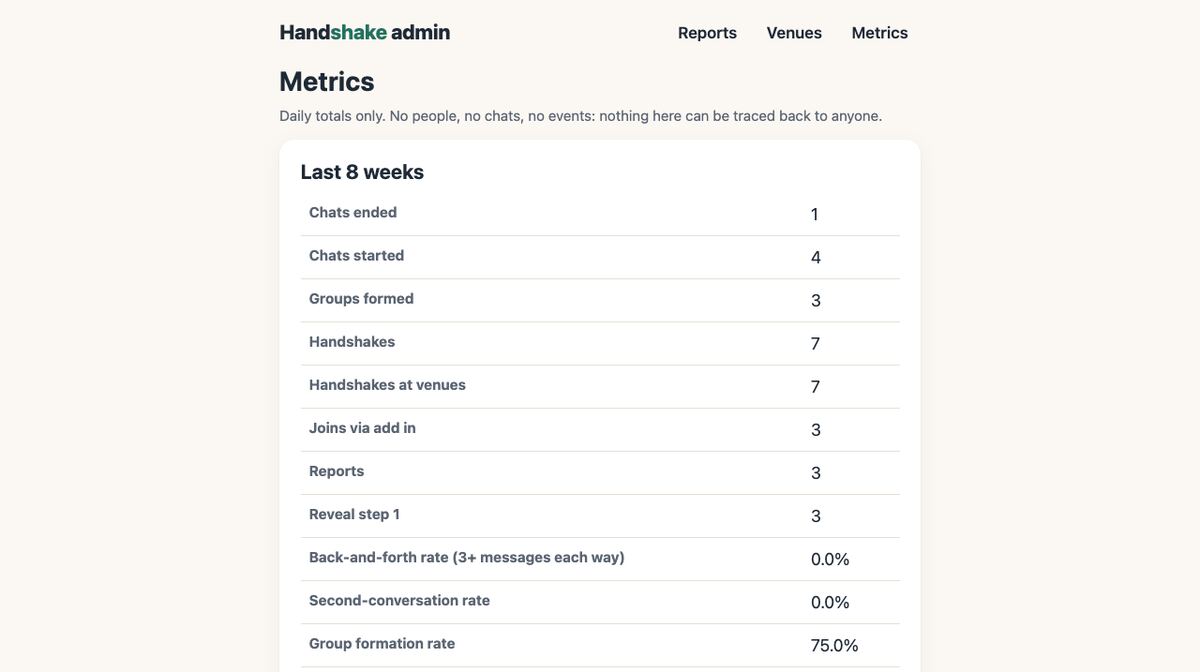 Handshake admin
Reports Venues Metrics
Metrics
Daily totals only. No people, no chats, no events: nothing here can be traced back to anyone.
Last 8 weeks
Chats ended 1
Chats started 4
Groups formed 3
Handshakes 7
Handshakes at venues 7
Joins via add in 3
Reports 3
Reveal step 1 3
Back-and-forth rate (3+ messages each way) 0.0%
Second-conversation rate 0.0%
Group formation rate 75.0%